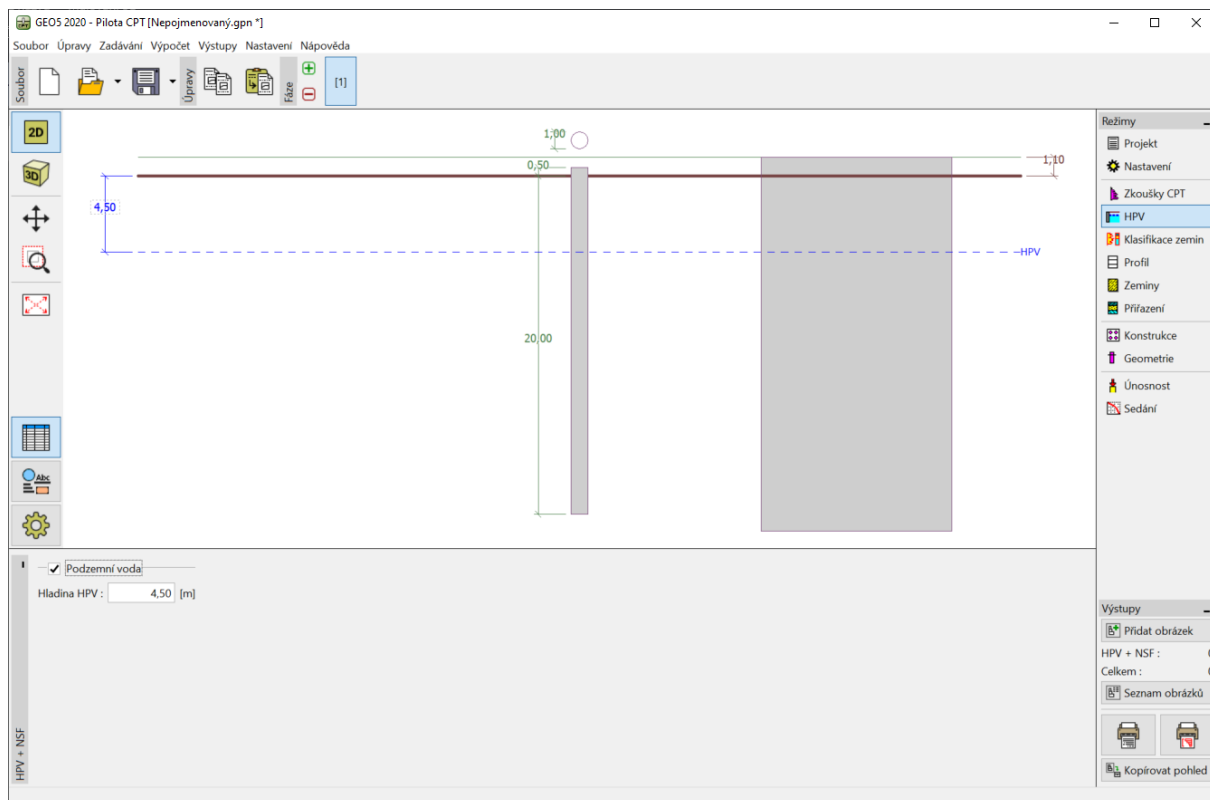 GEO5 2020 - Pilota CPT [Nepojmenovaný.gpn *]
Soubor Úpravy Zadávání Výpočet Výstupy Nastavení Nápověda
Soubor
Úpravy
Fáze
[1]
2D
3D
Abc
1,00
0,50
1,10
4,50
HPV
20,00
Režimy
Projekt
Nastavení
Zkoušky CPT
HPV
Klasifikace zemin
Profil
Zeminy
Přiřazení
Konstrukce
Geometrie
Únosnost
Sedání
Podzemní voda
Hladina HPV : 4,50 [m]
HPV + NSF
Výstupy
Přidat obrázek
HPV + NSF :
Celkem :
Seznam obrázků
Kopírovat pohled